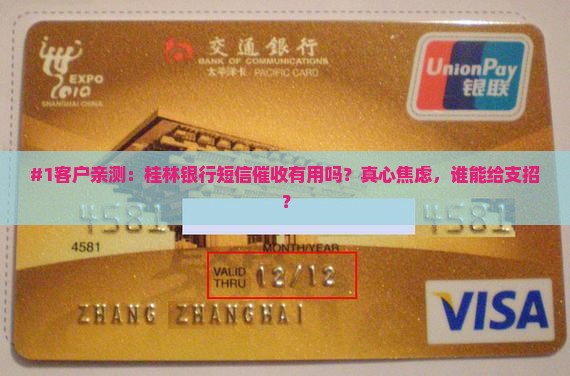 EXPO
2010
SHANGHAI CHINA
交通銀行
BANK OF COMMUNICATIONS
太平洋卡 PACIFIC CARD
UnionPay
银联
#1客户亲测：桂林银行短信催收有用吗？真心焦虑，谁能给支招
？
4581 4581
4581
MONTH/YEAR
VALID
THRU 12/12
ZHANG ZHANGHAI
VISA